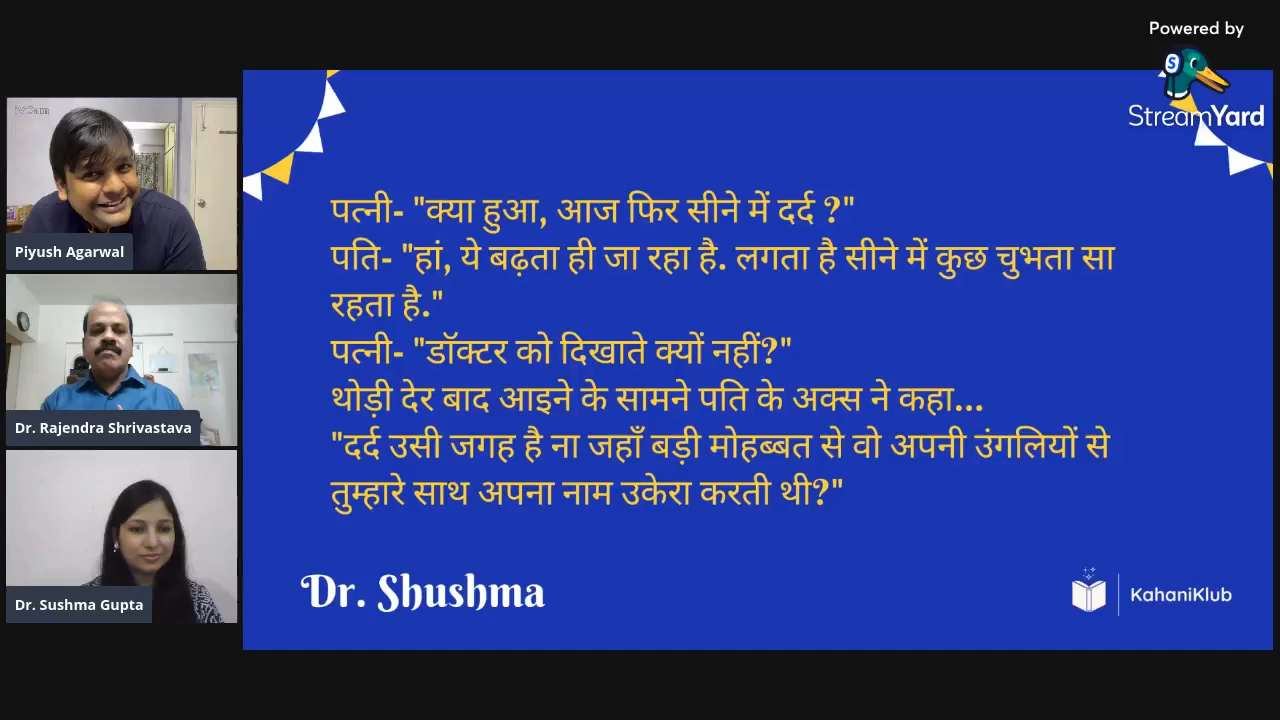 Powered by
StreamYard
iVCam
Piyush Agarwal
Dr. Rajendra Shrivastava
Dr. Sushma Gupta
पत्नी- "क्या हुआ, आज फिर सीने में दर्द ?"
पति- "हां, ये बढ़ता ही जा रहा है. लगता है सीने में कुछ चुभता सा
रहता है."
पत्नी- "डॉक्टर को दिखाते क्यों नहीं?"
थोड़ी देर बाद आइने के सामने पति के अक्स ने कहा...
"दर्द उसी जगह है ना जहाँ बड़ी मोहब्बत से वो अपनी उंगलियों से
तुम्हारे साथ अपना नाम उकेरा करती थी?"
Dr. Shushma
KahaniKlub